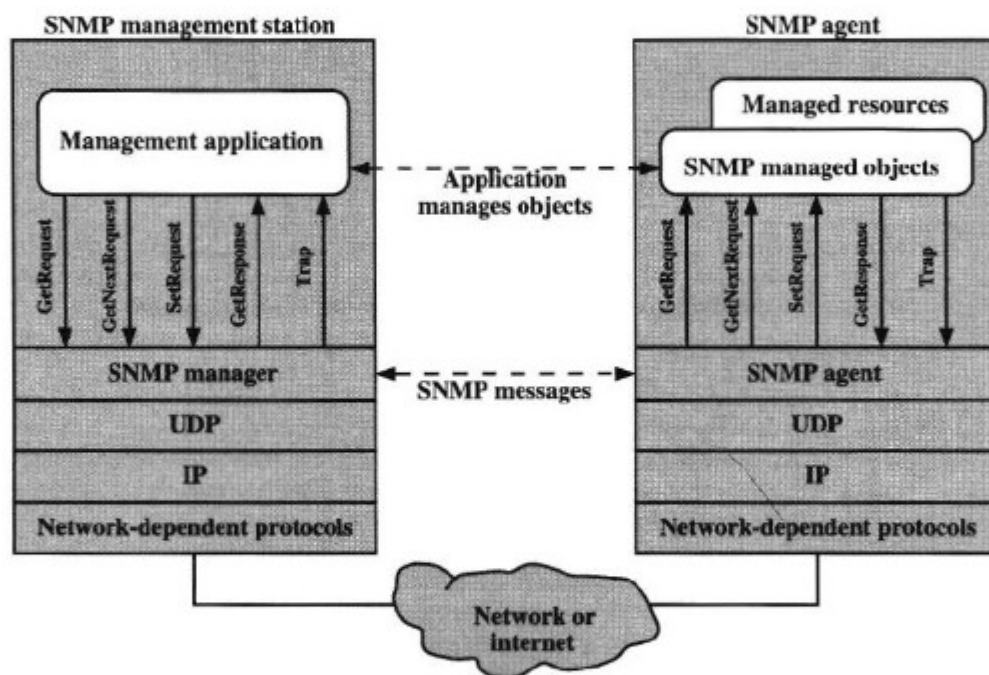 SNMP management station
SNMP agent
Management application
Managed resources
SNMP managed objects
Application
manages objects
GetRequest
GetNextRequest
SetRequest
GetResponse
Trap
GetRequest
GetNextRequest
SetRequest
GetResponse
Trap
SNMP manager
SNMP messages
SNMP agent
UDP
UDP
IP
IP
Network-dependent protocols
Network-dependent protocols
Network or
internet